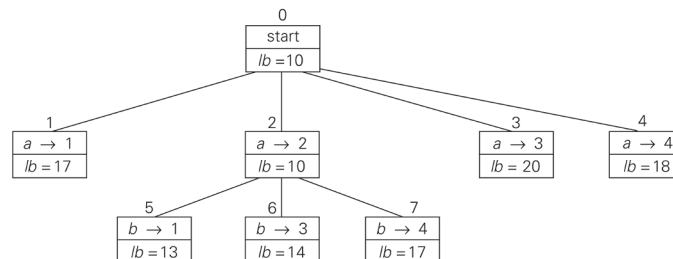 0
start
lb = 10
1
2
3
4
a → 1
a → 2
a → 3
a → 4
lb = 17
lb = 10
lb = 20
lb = 18
5
6
7
b → 1
b → 3
b → 4
lb = 13
lb = 14
lb = 17